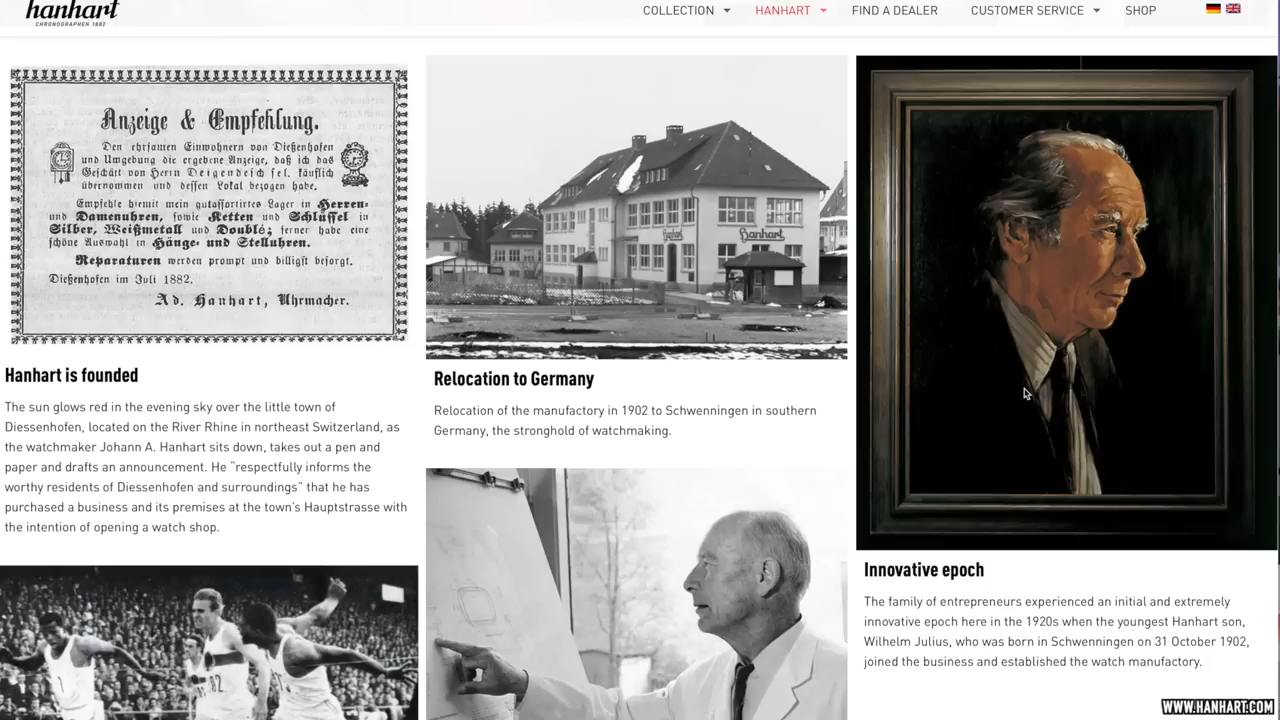 hanhart
CHRONOGRAPHEN 1882
COLLECTION
HANHART
FIND A DEALER
CUSTOMER SERVICE
SHOP
Anzeige & Empfehlung.
Den ehrsamen Einwohnern von Dießenhofen
und Umgebung die ergebene Anzeige, daß ich das
Geschäft von Herrn Deigendeisch sel. käuflich
übernommen und dessen Lokal bezogen habe.
Empfehle hiemit mein gutassortirtes Lager in Herren-
und Damenuhren, sowie Ketten und Schlüssel in
Silber, Weißmetall und Doublé; ferner habe eine
schöne Auswahl in Hänge- und Stelluhren.
Reparaturen werden prompt und billigst besorgt.
Dießenhofen im Juli 1882.
Ad. Hanhart, Uhrmacher.
Hanhart is founded
The sun glows red in the evening sky over the little town of
Diessenhofen, located on the River Rhine in northeast Switzerland, as
the watchmaker Johann A. Hanhart sits down, takes out a pen and
paper and drafts an announcement. He “respectfully informs the
worthy residents of Diessenhofen and surroundings” that he has
purchased a business and its premises at the town’s Hauptstrasse with
the intention of opening a watch shop.
Hanhart
Hanhart
Relocation to Germany
Relocation of the manufactory in 1902 to Schwenningen in southern
Germany, the stronghold of watchmaking.
Innovative epoch
The family of entrepreneurs experienced an initial and extremely
innovative epoch here in the 1920s when the youngest Hanhart son,
Wilhelm Julius, who was born in Schwenningen on 31 October 1902,
joined the business and established the watch manufactory.
WWW.HANHART.COM